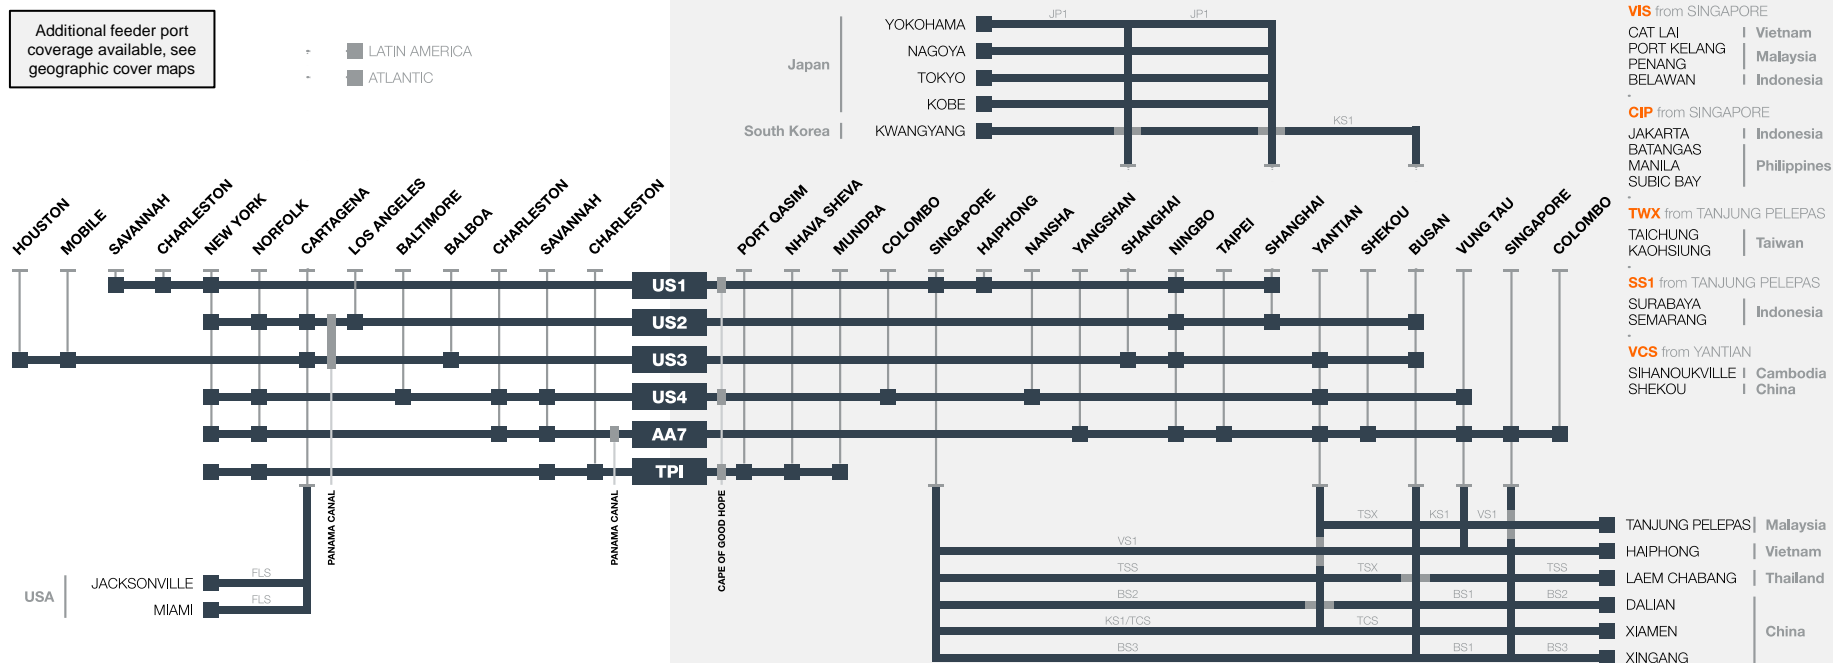 Additional feeder port
coverage available, see
geographic cover maps
LATIN AMERICA
ATLANTIC
Japan
YOKOHAMA
NAGOYA
TOKYO
KOBE
South Korea
KWANGYANG
JP1
JP1
KS1
HOUSTON
MOBILE
SAVANNAH
CHARLESTON
NEW YORK
NORFOLK
CARTAGENA
LOS ANGELES
BALTIMORE
BALBOA
CHARLESTON
SAVANNAH
CHARLESTON
PORT QASIM
NHAVA SHEVA
MUNDRA
COLOMBO
SINGAPORE
HAIPHONG
NANSHA
YANGSHAN
SHANGHAI
NINGBO
TAIPEI
SHANGHAI
YANTIAN
SHEKOU
BUSAN
VUNG TAU
SINGAPORE
COLOMBO
US1
US2
US3
US4
AA7
TPI
PANAMA CANAL
PANAMA CANAL
CAPE OF GOOD HOPE
USA
JACKSONVILLE
FLS
MIAMI
FLS
TSX
KS1
VS1
TANJUNG PELEPAS
Malaysia
VS1
HAIPHONG
Vietnam
TSS
TSX
TSS
LAEM CHABANG
Thailand
BS2
BS1
BS2
DALIAN
KS1/TCS
TCS
XIAMEN
China
BS3
BS1
BS3
XINGANG
VIS from SINGAPORE
CAT LAI
Vietnam
PORT KELANG
PENANG
Malaysia
BELAWAN
Indonesia
CIP from SINGAPORE
JAKARTA
Indonesia
BATANGAS
MANILA
SUBIC BAY
Philippines
TWX from TANJUNG PELEPAS
TAICHUNG
KAOHSIUNG
Taiwan
SS1 from TANJUNG PELEPAS
SURABAYA
SEMARANG
Indonesia
VCS from YANTIAN
SIHANOUKVILLE
Cambodia
SHEKOU
China